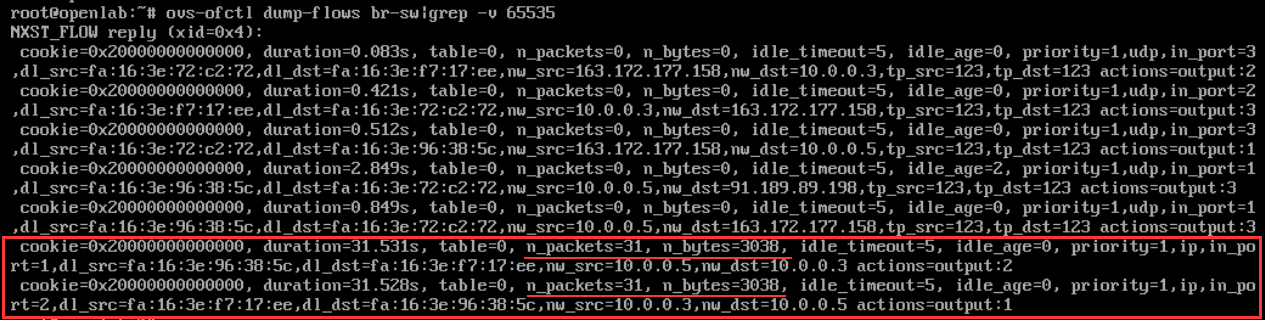 root@openlab:~# ovs-ofctl dump-flows br-sw|grep -v 65535
NXST_FLOW reply (xid=0x4):
 cookie=0x20000000000000, duration=0.083s, table=0, n_packets=0, n_bytes=0, idle_timeout=5, idle_age=0, priority=1,udp,in_port=3
,dl_src=fa:16:3e:72:c2:72,dl_dst=fa:16:3e:f7:17:ee,nw_src=163.172.177.158,nw_dst=10.0.0.3,tp_src=123,tp_dst=123 actions=output:2
 cookie=0x20000000000000, duration=0.421s, table=0, n_packets=0, n_bytes=0, idle_timeout=5, idle_age=0, priority=1,udp,in_port=2
,dl_src=fa:16:3e:f7:17:ee,dl_dst=fa:16:3e:72:c2:72,nw_src=10.0.0.3,nw_dst=163.172.177.158,tp_src=123,tp_dst=123 actions=output:3
 cookie=0x20000000000000, duration=0.512s, table=0, n_packets=0, n_bytes=0, idle_timeout=5, idle_age=0, priority=1,udp,in_port=3
,dl_src=fa:16:3e:72:c2:72,dl_dst=fa:16:3e:96:38:5c,nw_src=163.172.177.158,nw_dst=10.0.0.5,tp_src=123,tp_dst=123 actions=output:1
 cookie=0x20000000000000, duration=2.849s, table=0, n_packets=0, n_bytes=0, idle_timeout=5, idle_age=2, priority=1,udp,in_port=1
,dl_src=fa:16:3e:96:38:5c,dl_dst=fa:16:3e:72:c2:72,nw_src=10.0.0.5,nw_dst=91.189.89.198,tp_src=123,tp_dst=123 actions=output:3
 cookie=0x20000000000000, duration=0.849s, table=0, n_packets=0, n_bytes=0, idle_timeout=5, idle_age=0, priority=1,udp,in_port=1
,dl_src=fa:16:3e:96:38:5c,dl_dst=fa:16:3e:72:c2:72,nw_src=10.0.0.5,nw_dst=163.172.177.158,tp_src=123,tp_dst=123 actions=output:3
 cookie=0x20000000000000, duration=31.531s, table=0, n_packets=31, n_bytes=3038, idle_timeout=5, idle_age=0, priority=1,ip,in_po
rt=1,dl_src=fa:16:3e:96:38:5c,dl_dst=fa:16:3e:f7:17:ee,nw_src=10.0.0.5,nw_dst=10.0.0.3 actions=output:2
 cookie=0x20000000000000, duration=31.528s, table=0, n_packets=31, n_bytes=3038, idle_timeout=5, idle_age=0, priority=1,ip,in_po
rt=2,dl_src=fa:16:3e:f7:17:ee,dl_dst=fa:16:3e:96:38:5c,nw_src=10.0.0.3,nw_dst=10.0.0.5 actions=output:1